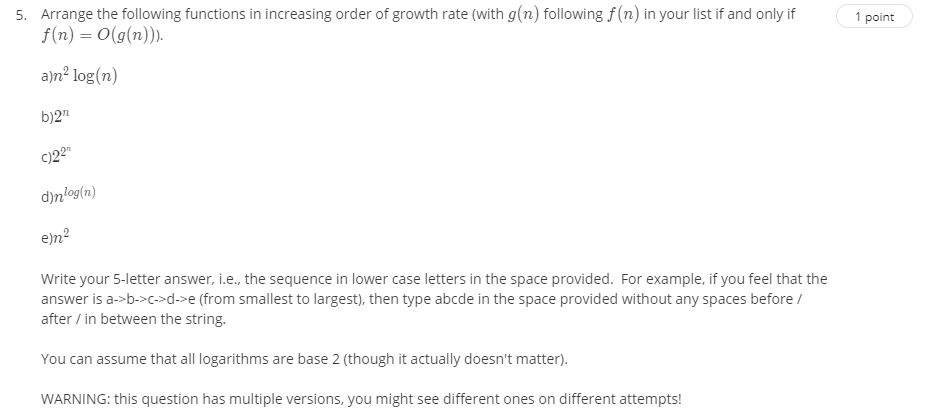 5. Arrange the following functions in increasing order of growth rate (with g(n) following f(n) in your list if and only if
1 point
f(n) = O(g(n))).
a)n² log(n)
b)2ⁿ
c)2^{2ⁿ}
d)n^{log(n)}
e)n²
Write your 5-letter answer, i.e., the sequence in lower case letters in the space provided. For example, if you feel that the
answer is a->b->c->d->e (from smallest to largest), then type abcde in the space provided without any spaces before /
after / in between the string.
You can assume that all logarithms are base 2 (though it actually doesn't matter).
WARNING: this question has multiple versions, you might see different ones on different attempts!